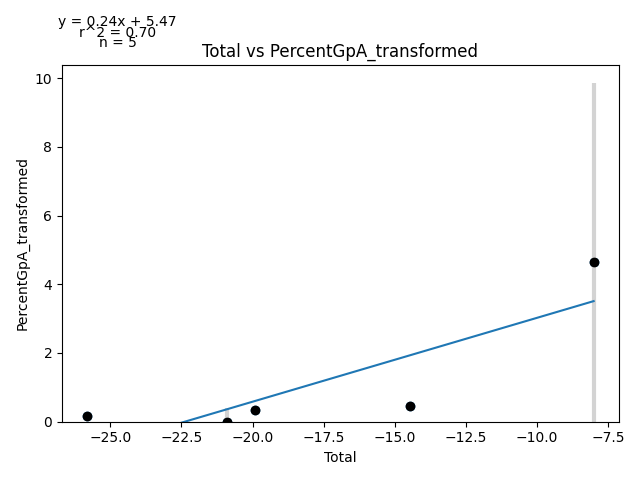 y = 0.24x + 5.47
r^2 = 0.70
n = 5
Total vs PercentGpA_transformed
PercentGpA_transformed
10
8
6
4
2
0
−25.0 −22.5 −20.0 −17.5 −15.0 −12.5 −10.0 −7.5
Total